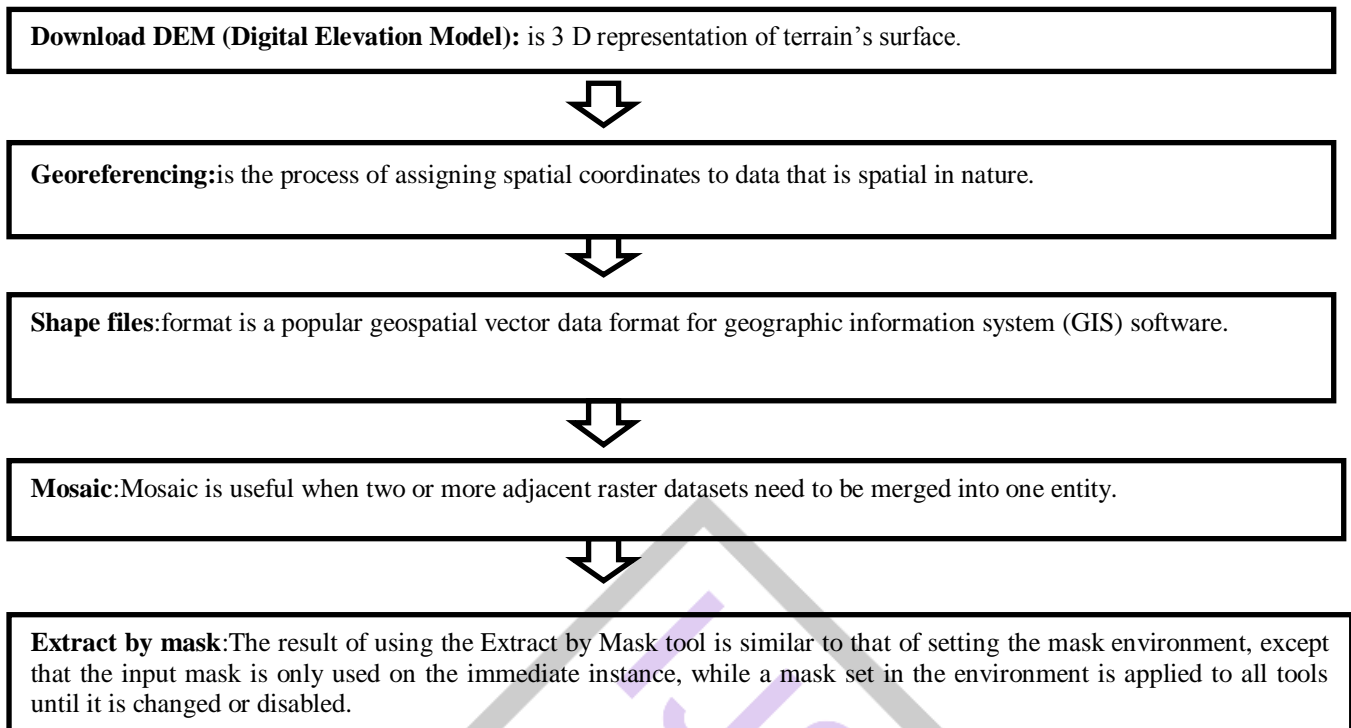 Download DEM (Digital Elevation Model): is 3 D representation of terrain’s surface.
Georeferencing:is the process of assigning spatial coordinates to data that is spatial in nature.
Shape files:format is a popular geospatial vector data format for geographic information system (GIS) software.
Mosaic:Mosaic is useful when two or more adjacent raster datasets need to be merged into one entity.
Extract by mask:The result of using the Extract by Mask tool is similar to that of setting the mask environment, except
that the input mask is only used on the immediate instance, while a mask set in the environment is applied to all tools
until it is changed or disabled.